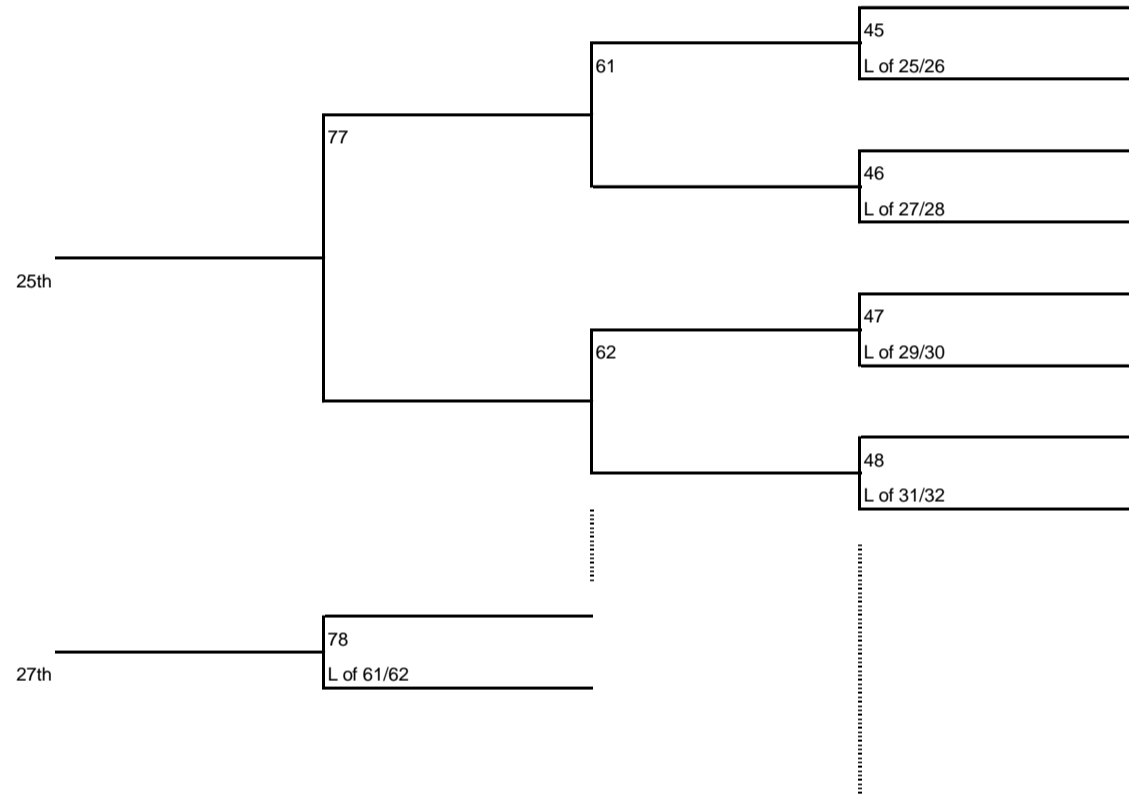 45
61
L of 25/26
77
46
L of 27/28
25th
47
62
L of 29/30
48
L of 31/32
78
27th
L of 61/62